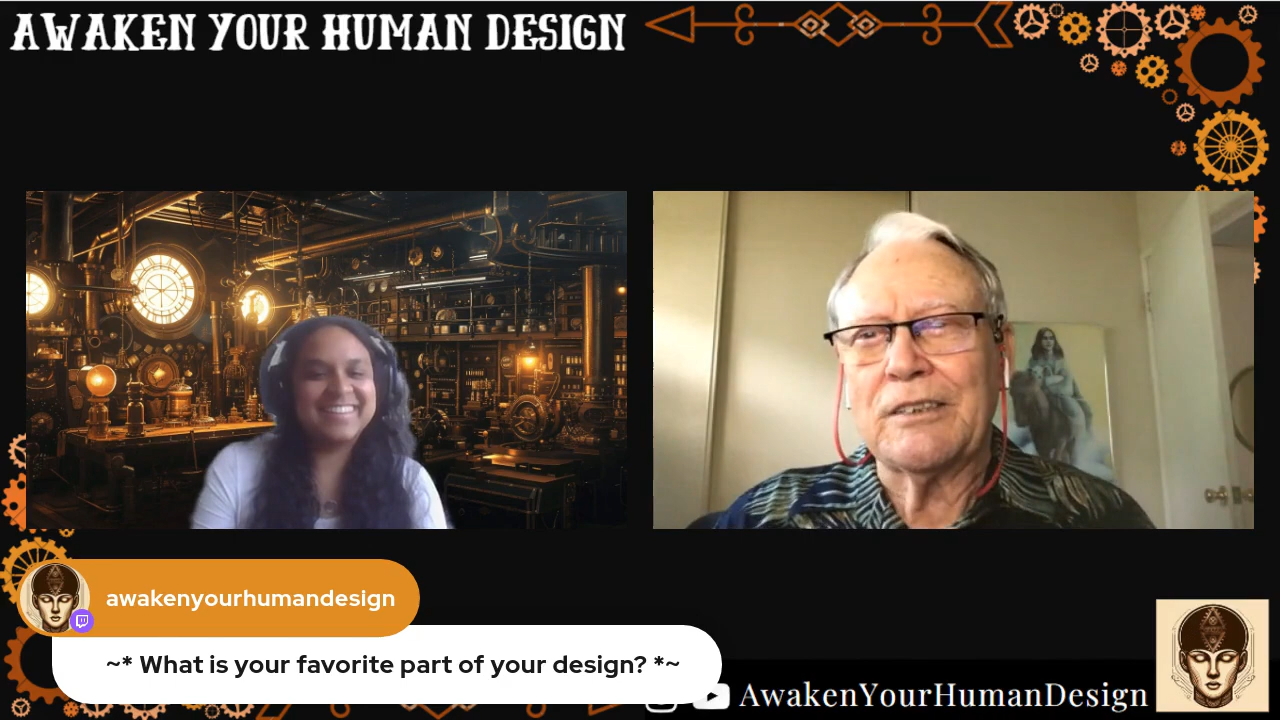 AWAKEN YOUR HUMAN DESIGN
awakenyourhumandesign
~* What is your favorite part of your design? *~
AwakenYourHumanDesign